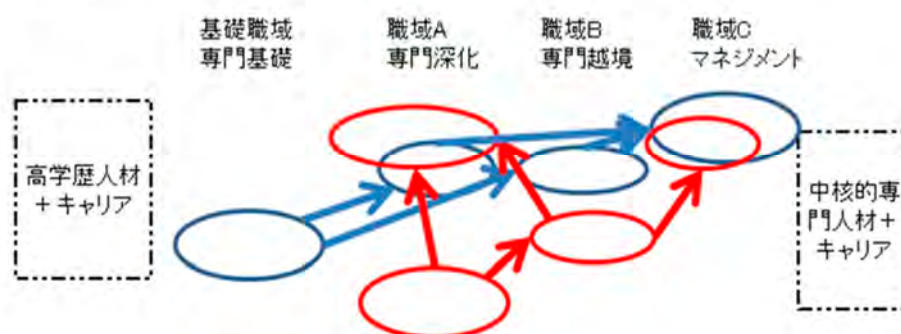 基礎職域
専門基礎
職域A
専門深化
職域B
専門越境
職域C
マネジメント
高学歴人材
+キャリア
中核的専
門人材+
キャリア